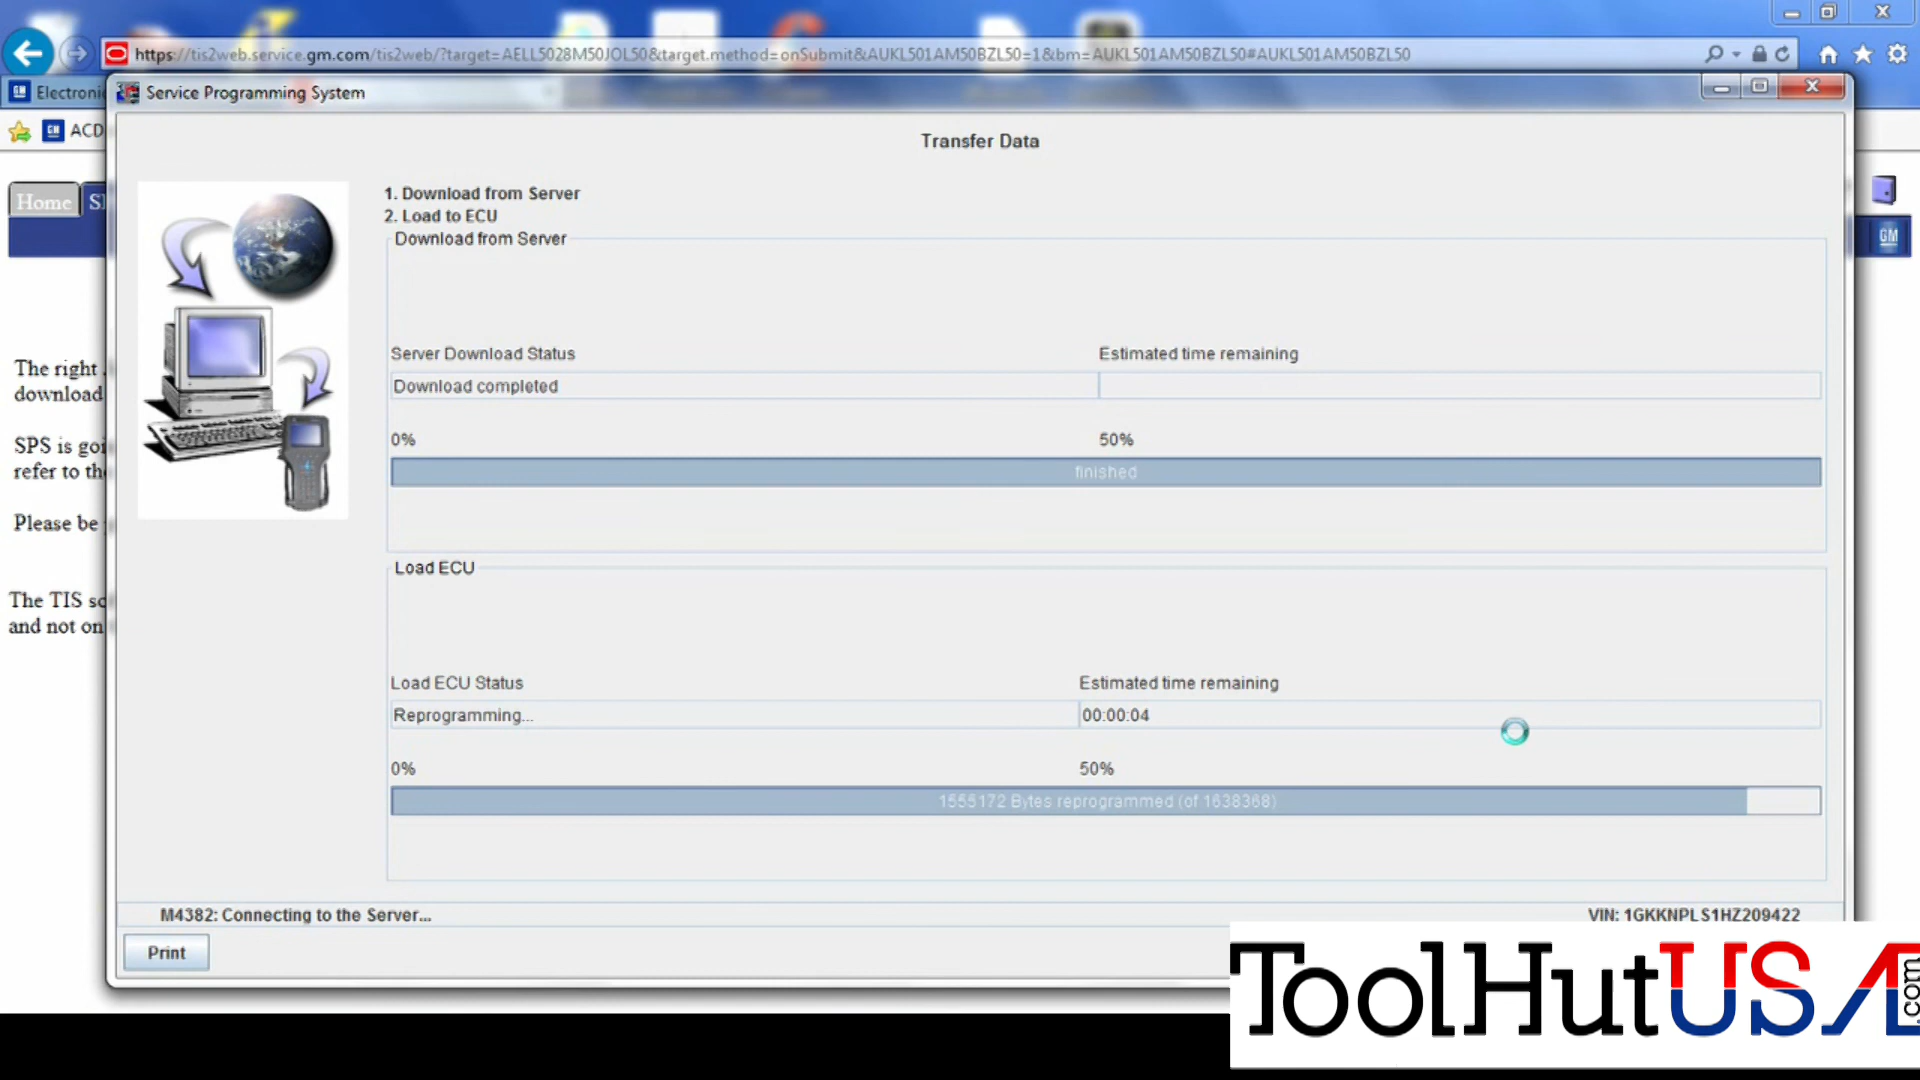 https://tis2web.service.gm.com/tis2web/?target=AELL5028M50JOL50&target.method=onSubmit&AUKL501AM50BZL50=1&bm=AUKL501AM50BZL50#AUKL501AM50BZL50
GM Electronic
Service Programming System
GM ACD
Transfer Data
Home
1. Download from Server
2. Load to ECU
Download from Server
GM
Server Download Status Estimated time remaining
The right
Download completed
download
0% 50%
SPS is goi
finished
refer to the
Please be
Load ECU
The TIS
and not on
Load ECU Status Estimated time remaining
Reprogramming... 00:00:04
0% 50%
1555172 Bytes reprogrammed (of 1638368)
M4382: Connecting to the Server... VIN: 1GKKNPLS1HZ209422
Print
ToolHutUSA.com